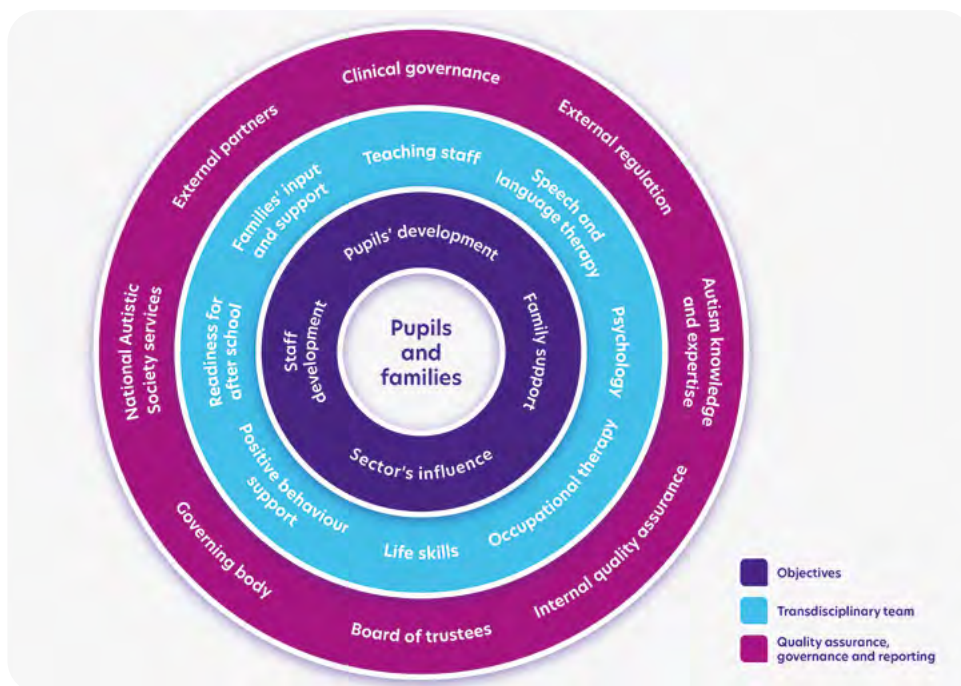 Clinical governance
External regulation
Autism knowledge
and expertise
Internal quality assurance
Board of trustees
Governing body
National Autistic
Society services
External partners
Teaching staff
Speech and
language therapy
Psychology
Occupational therapy
Life skills
Positive behaviour
support
Readiness for
after school
Families' input
and support
Pupils' development
Family support
Sector's influence
Staff
development
Pupils
and
families
Objectives
Transdisciplinary team
Quality assurance,
governance and reporting